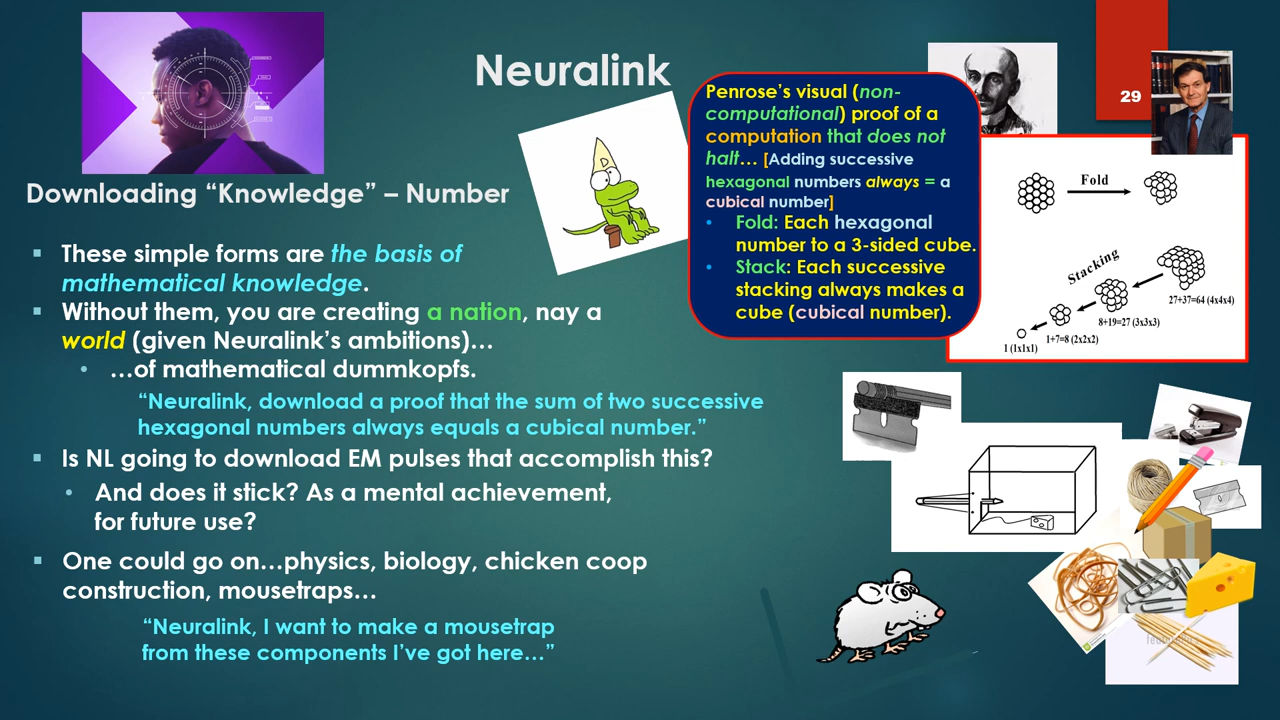 Neuralink
29
Downloading “Knowledge” – Number
These simple forms are the basis of
mathematical knowledge.
Without them, you are creating a nation, nay a
world (given Neuralink’s ambitions)…
…of mathematical dummkopfs.
“Neuralink, download a proof that the sum of two successive
hexagonal numbers always equals a cubical number.”
Is NL going to download EM pulses that accomplish this?
And does it stick? As a mental achievement,
for future use?
One could go on…physics, biology, chicken coop
construction, mousetraps…
“Neuralink, I want to make a mousetrap
from these components I’ve got here…”
D
Penrose’s visual (non-
computational) proof of a
computation that does not
halt… [Adding successive
hexagonal numbers always = a
cubical number]
Fold: Each hexagonal
number to a 3-sided cube.
Stack: Each successive
stacking always makes a
cube (cubical number).
Fold
Stacking
27+37=64 (4x4x4)
8+19=27 (3x3x3)
1+7=8 (2x2x2)
1 (1x1x1)